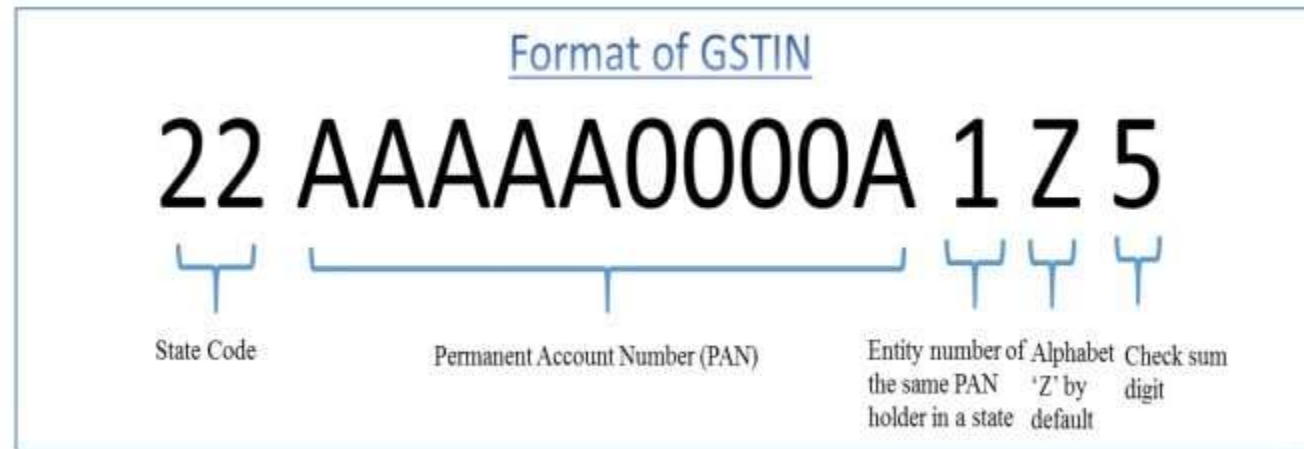 Format of GSTIN
22 AAAAA0000A 1 Z 5
State Code
Permanent Account Number (PAN)
Entity number of
the same PAN
holder in a state
Alphabet
‘Z’ by
default
Check sum
digit